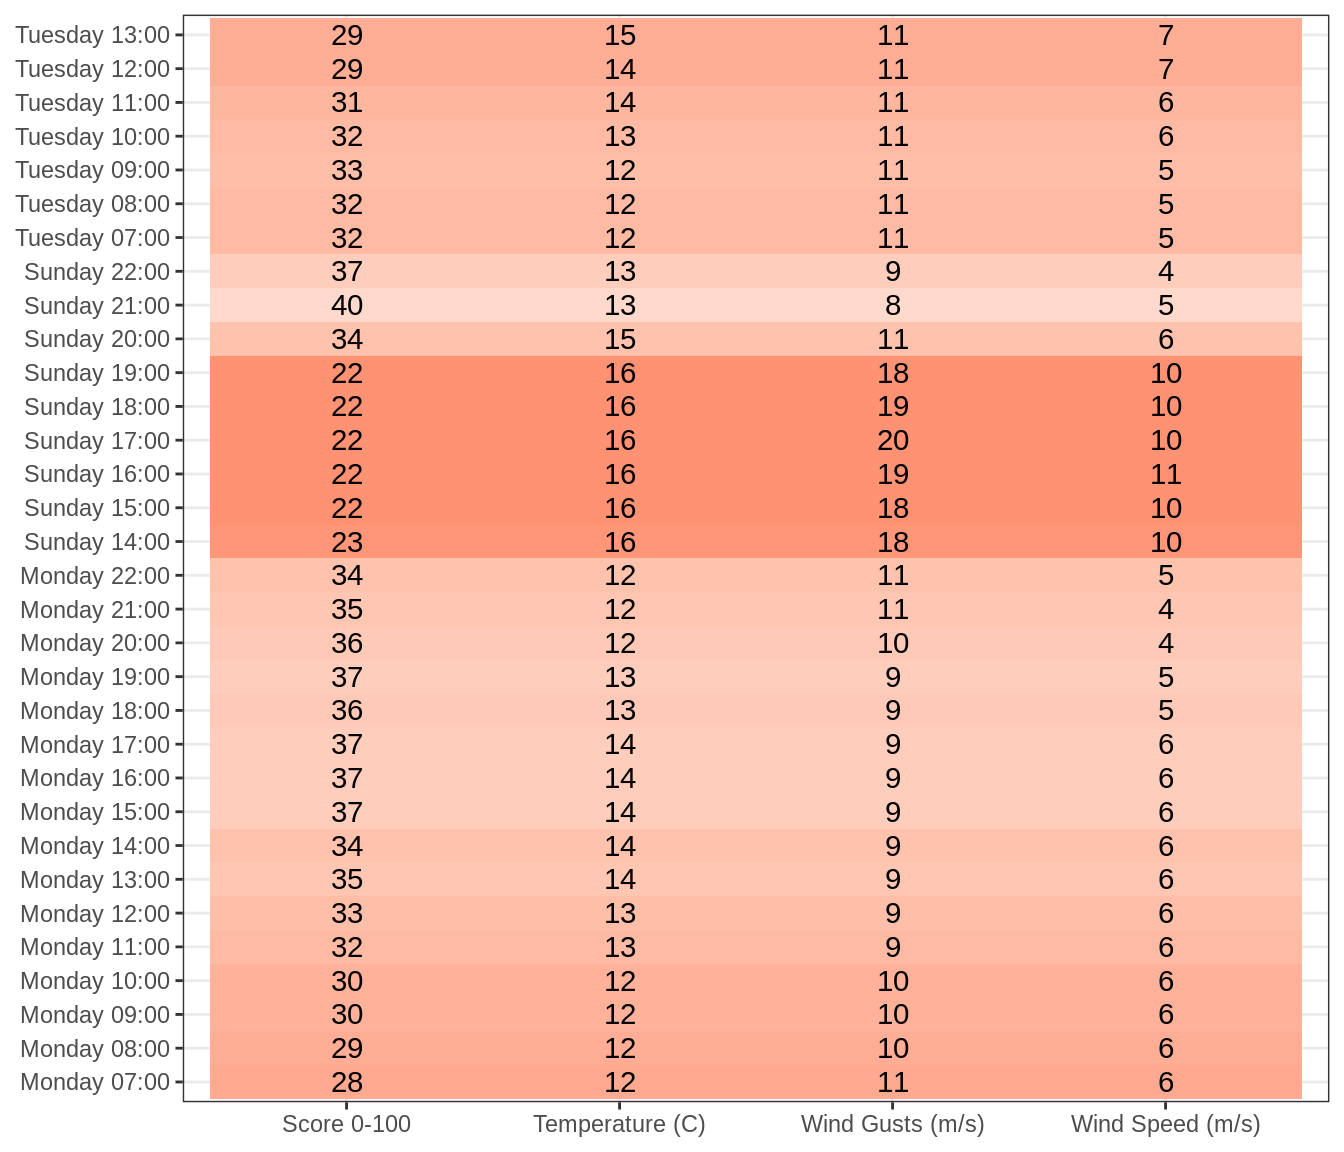 Tuesday 13:00 29 15 11 7
Tuesday 12:00 29 14 11 7
Tuesday 11:00 31 14 11 6
Tuesday 10:00 32 13 11 6
Tuesday 09:00 33 12 11 5
Tuesday 08:00 32 12 11 5
Tuesday 07:00 32 12 11 5
Sunday 22:00 37 13 9 4
Sunday 21:00 40 13 8 5
Sunday 20:00 34 15 11 6
Sunday 19:00 22 16 18 10
Sunday 18:00 22 16 19 10
Sunday 17:00 22 16 20 10
Sunday 16:00 22 16 19 11
Sunday 15:00 22 16 18 10
Sunday 14:00 23 16 18 10
Monday 22:00 34 12 11 5
Monday 21:00 35 12 11 4
Monday 20:00 36 12 10 4
Monday 19:00 37 13 9 5
Monday 18:00 36 13 9 5
Monday 17:00 37 14 9 6
Monday 16:00 37 14 9 6
Monday 15:00 37 14 9 6
Monday 14:00 34 14 9 6
Monday 13:00 35 14 9 6
Monday 12:00 33 13 9 6
Monday 11:00 32 13 9 6
Monday 10:00 30 12 10 6
Monday 09:00 30 12 10 6
Monday 08:00 29 12 10 6
Monday 07:00 28 12 11 6
Score 0-100 Temperature (C) Wind Gusts (m/s) Wind Speed (m/s)